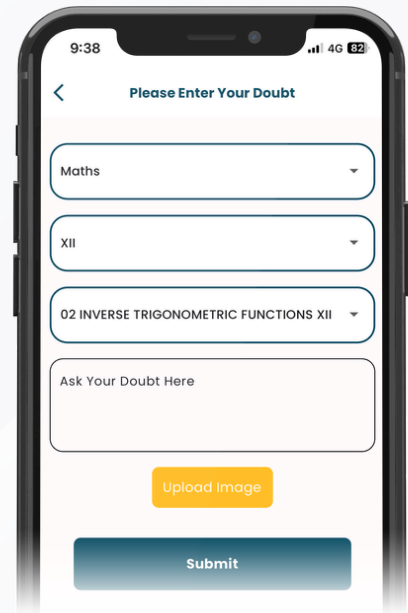 9:38
4G 82
Please Enter Your Doubt
Maths
XII
02 INVERSE TRIGONOMETRIC FUNCTIONS XII
Ask Your Doubt Here
Upload Image
Submit